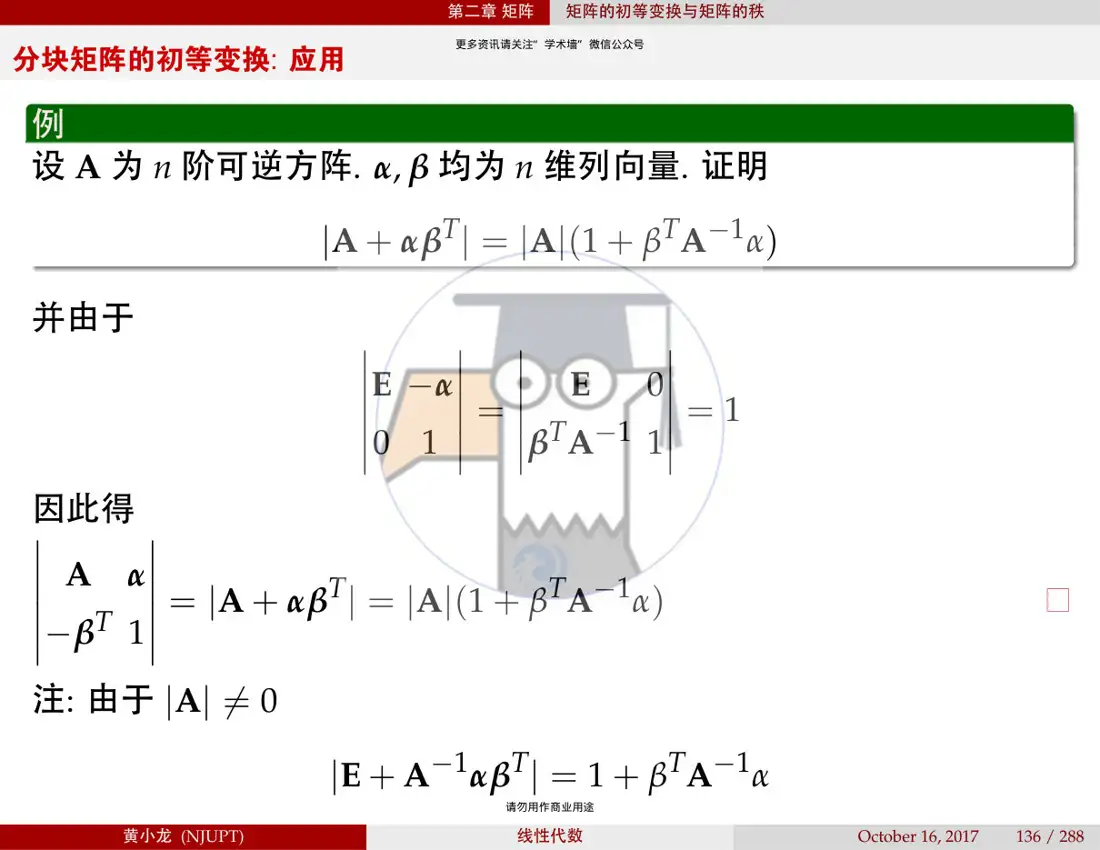 第二章 矩阵 矩阵的初等变换与矩阵的秩
更多资讯请关注“学术墙”微信公众号
分块矩阵的初等变换: 应用
例
设 A 为 n 阶可逆方阵. α, β 均为 n 维列向量. 证明
|A + αβ^T| = |A|(1 + β^T A^{-1} α)
并由于
|E −α; 0 1| = |E 0; β^T A^{-1} 1| = 1
因此得
|A α; −β^T 1| = |A + αβ^T| = |A|(1 + β^T A^{-1} α) □
注: 由于 |A| ≠ 0
|E + A^{-1} αβ^T| = 1 + β^T A^{-1} α
请勿用作商业用途
黄小龙 (NJUPT) 线性代数 October 16, 2017 136 / 288